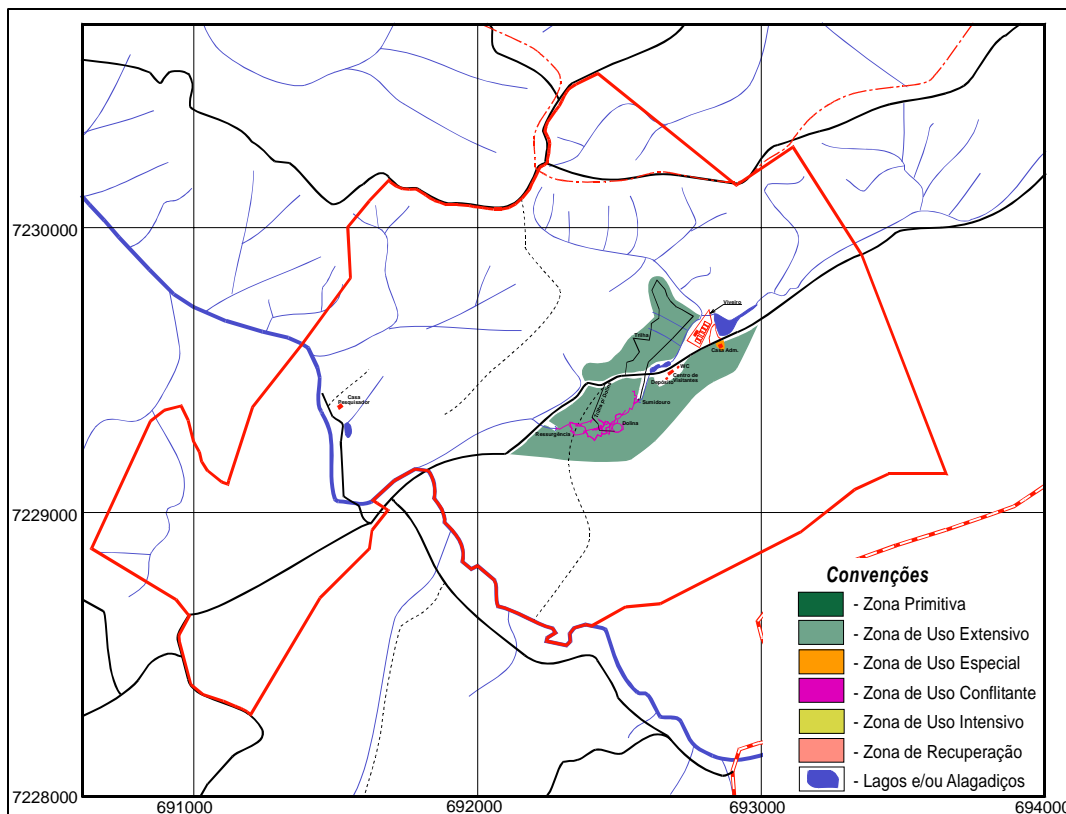 7230000
7229000
7228000
691000
692000
693000
694000
Viveiro
Trilha
Casa Adm.
WC
Centro de
Visitantes
Depósito
Trilha p/ Dolina
Sumidouro
Dolina
Ressurgência
Casa
Pesquisador
Convenções
- Zona Primitiva
- Zona de Uso Extensivo
- Zona de Uso Especial
- Zona de Uso Conflitante
- Zona de Uso Intensivo
- Zona de Recuperação
- Lagos e/ou Alagadiços